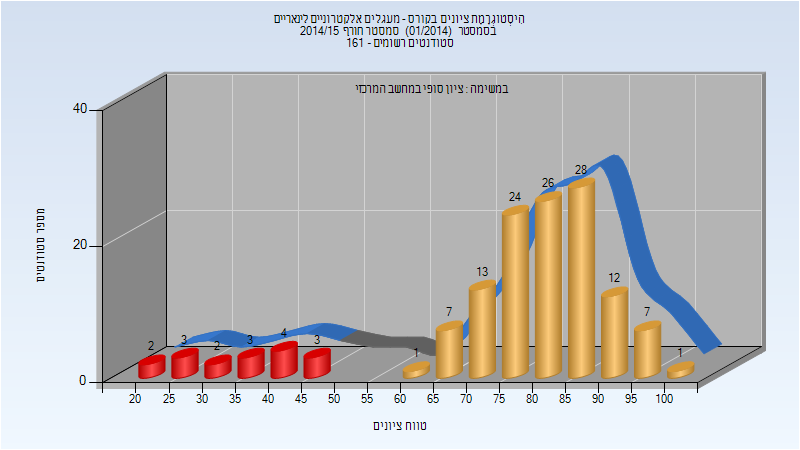 היסטוגרמת ציונים בקורס - מעגלים אלקטרוניים לינאריים
בסמסטר (01/2014) סמסטר חורף 2014/15
סטודנטים רשומים - 161
במשימה : ציון סופי במחשב המרכזי
מספר סטודנטים
40
20
0
2 3 2 3 4 3 1 7 13 24 26 28 12 7 1
20 25 30 35 40 45 50 55 60 65 70 75 80 85 90 95 100
טווח ציונים